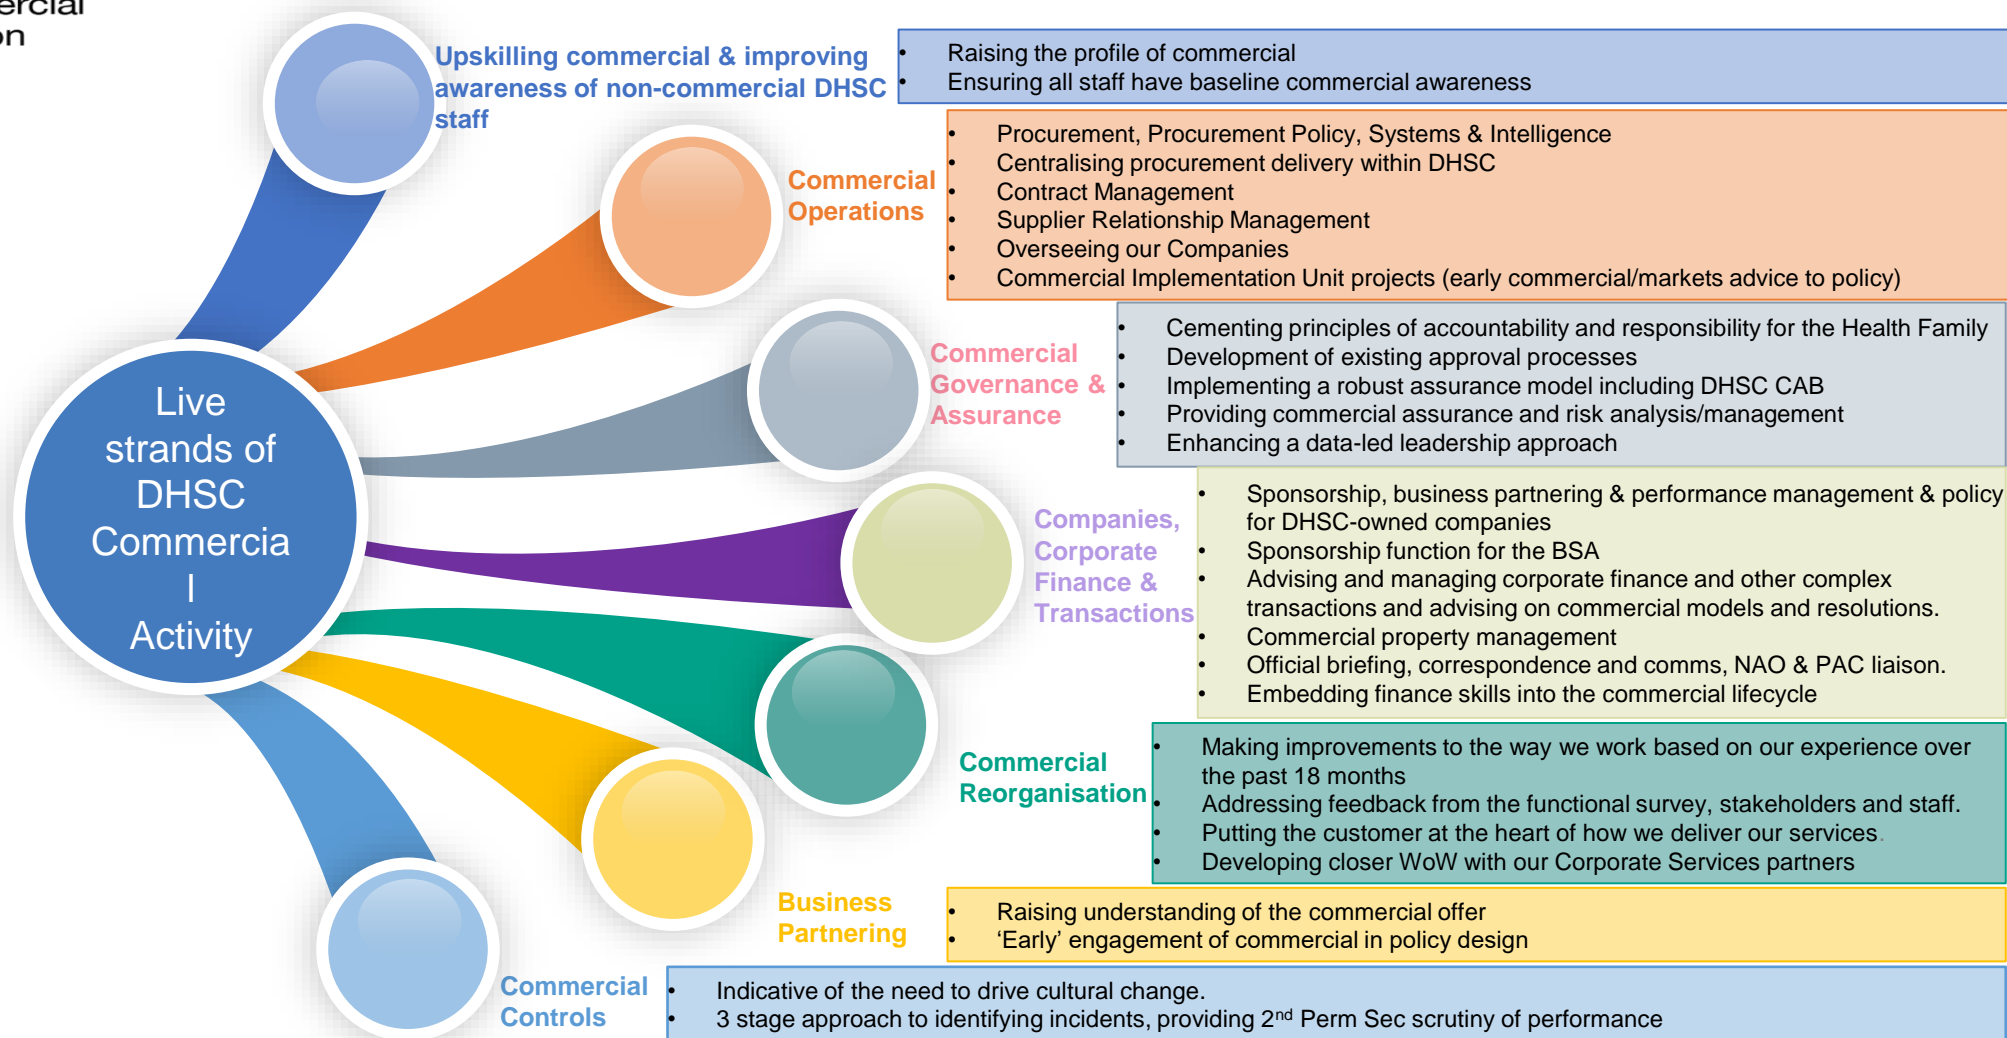 on
Live
strands of
DHSC
Commercia
l
Activity
Upskilling commercial & improving
awareness of non-commercial DHSC
staff
• Raising the profile of commercial
• Ensuring all staff have baseline commercial awareness
Commercial
Operations
• Procurement, Procurement Policy, Systems & Intelligence
• Centralising procurement delivery within DHSC
• Contract Management
• Supplier Relationship Management
• Overseeing our Companies
• Commercial Implementation Unit projects (early commercial/markets advice to policy)
Commercial
Governance &
Assurance
• Cementing principles of accountability and responsibility for the Health Family
• Development of existing approval processes
• Implementing a robust assurance model including DHSC CAB
• Providing commercial assurance and risk analysis/management
• Enhancing a data-led leadership approach
Companies,
Corporate
Finance &
Transactions
• Sponsorship, business partnering & performance management & policy
for DHSC-owned companies
• Sponsorship function for the BSA
• Advising and managing corporate finance and other complex
transactions and advising on commercial models and resolutions.
• Commercial property management
• Official briefing, correspondence and comms, NAO & PAC liaison.
• Embedding finance skills into the commercial lifecycle
Commercial
Reorganisation
• Making improvements to the way we work based on our experience over
the past 18 months
• Addressing feedback from the functional survey, stakeholders and staff.
• Putting the customer at the heart of how we deliver our services.
• Developing closer WoW with our Corporate Services partners
Business
Partnering
• Raising understanding of the commercial offer
• ‘Early’ engagement of commercial in policy design
Commercial
Controls
• Indicative of the need to drive cultural change.
• 3 stage approach to identifying incidents, providing 2nd Perm Sec scrutiny of performance